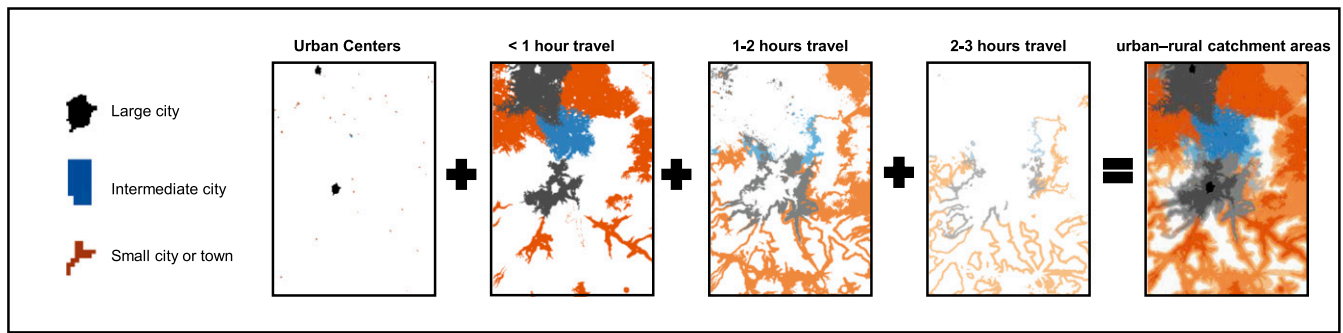 Urban Centers
< 1 hour travel
1-2 hours travel
2-3 hours travel
urban–rural catchment areas
Large city
Intermediate city
Small city or town